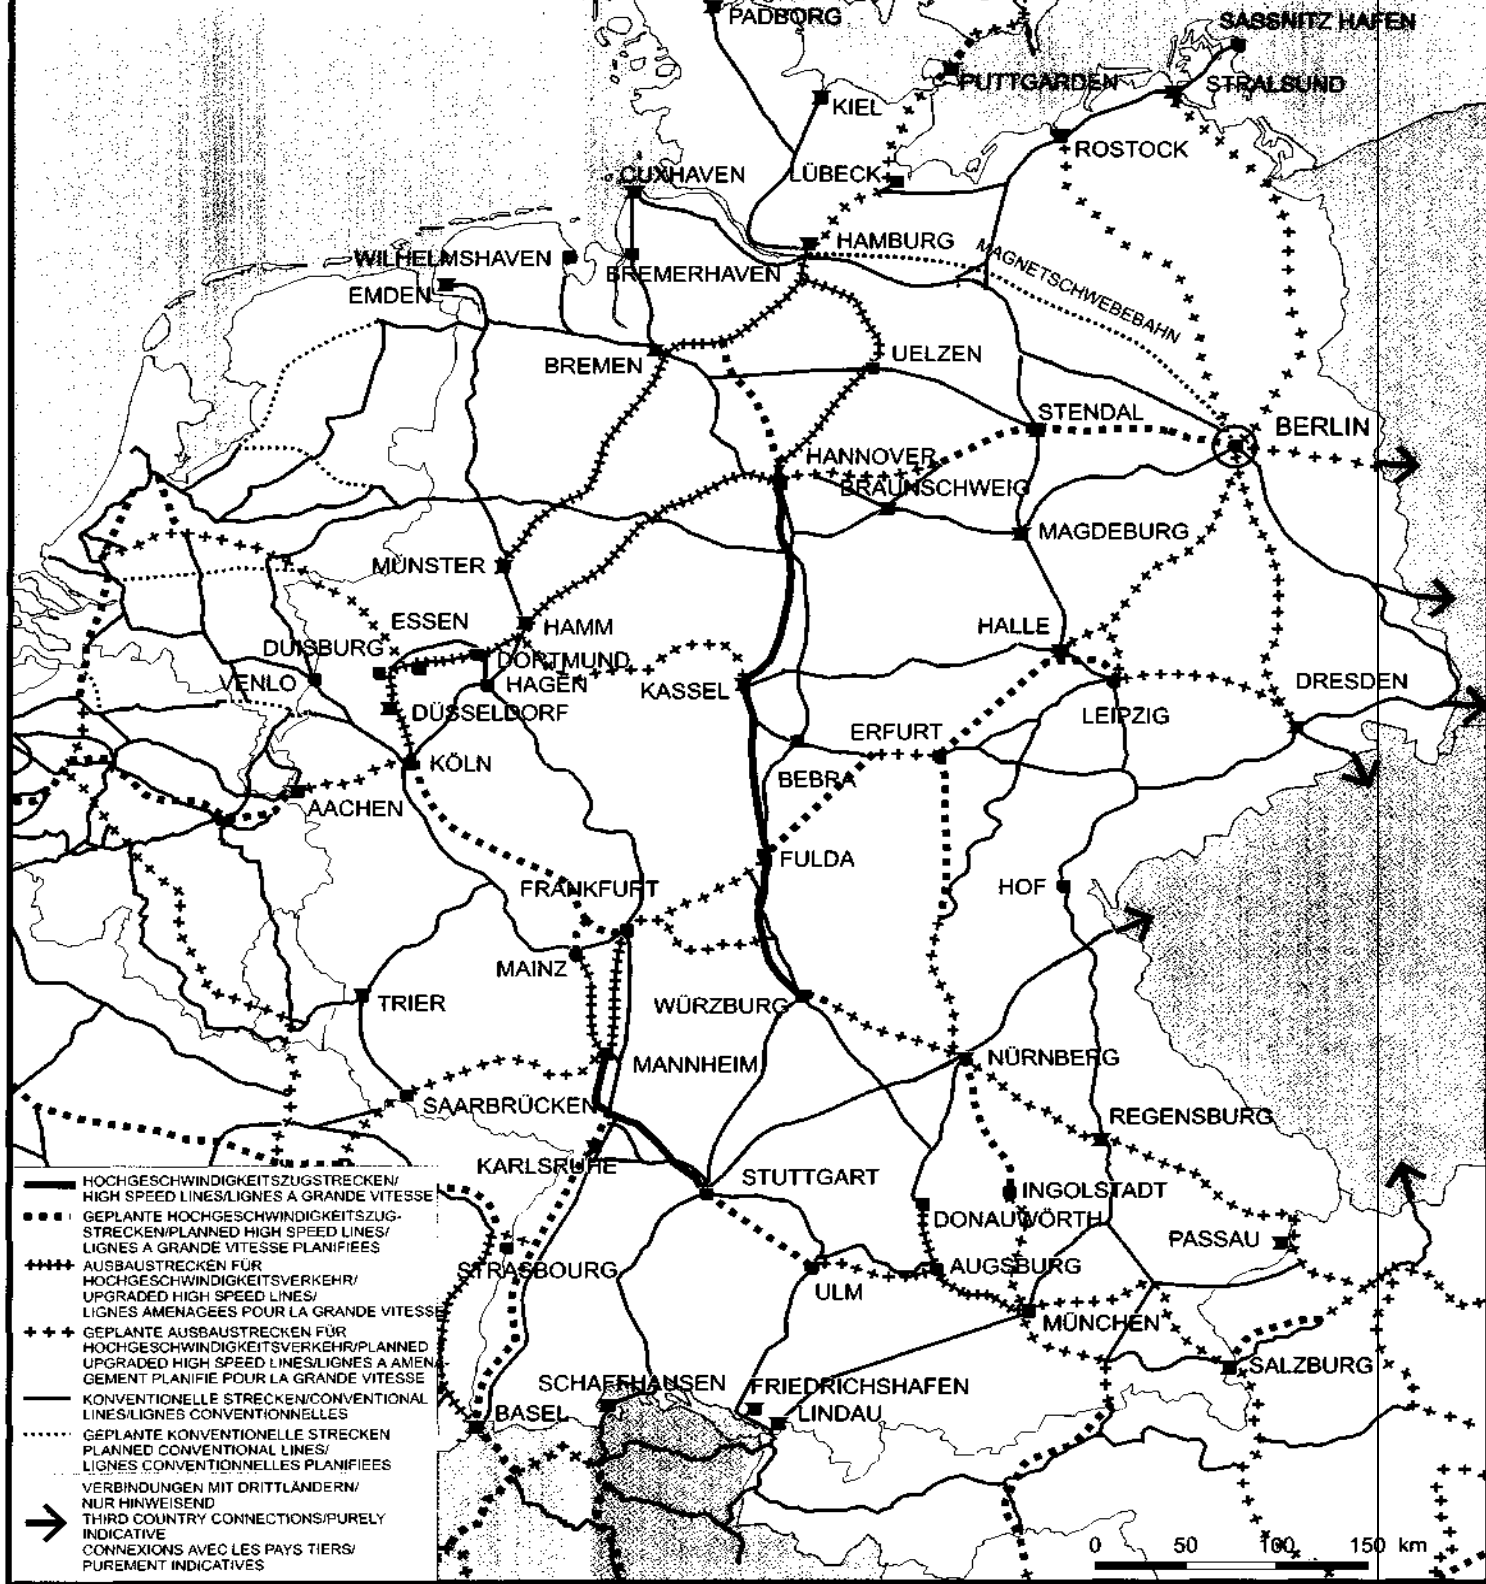 PADBORG
SASSNITZ HAFEN
PUTTGARDEN
STRALSUND
KIEL
ROSTOCK
CUXHAVEN
LÜBECK
HAMBURG
MAGNETSCHWEBEBAHN
WILHELMSHAVEN
BREMERHAVEN
EMDEN
BREMEN
UELZEN
STENDAL
BERLIN
HANNOVER
BRAUNSCHWEIG
MAGDEBURG
MÜNSTER
ESSEN
HAMM
HALLE
DUISBURG
DORTMUND
VENLO
HAGEN
KASSEL
DRESDEN
DÜSSELDORF
LEIPZIG
ERFURT
KÖLN
BEBRA
AACHEN
FULDA
FRANKFURT
HOF
MAINZ
TRIER
WÜRZBURG
MANNHEIM
NÜRNBERG
SAARBRÜCKEN
REGENSBURG
KARLSRUHE
STUTTGART
INGOLSTADT
DONAUWÖRTH
PASSAU
STRASBOURG
AUGSBURG
ULM
MÜNCHEN
SALZBURG
SCHAFFHAUSEN
FRIEDRICHSHAFEN
BASEL
LINDAU
HOCHGESCHWINDIGKEITSZUGSTRECKEN/
HIGH SPEED LINES/LIGNES A GRANDE VITESSE
GEPLANTE HOCHGESCHWINDIGKEITSZUG-
STRECKEN/PLANNED HIGH SPEED LINES/
LIGNES A GRANDE VITESSE PLANIFIEES
AUSBAUSTRECKEN FÜR
HOCHGESCHWINDIGKEITSVERKEHR/
UPGRADED HIGH SPEED LINES/
LIGNES AMENAGEES POUR LA GRANDE VITESSE
GEPLANTE AUSBAUSTRECKEN FÜR
HOCHGESCHWINDIGKEITSVERKEHR/PLANNED
UPGRADED HIGH SPEED LINES/LIGNES A AMENA-
GEMENT PLANIFIE POUR LA GRANDE VITESSE
KONVENTIONELLE STRECKEN/CONVENTIONAL
LINES/LIGNES CONVENTIONNELLES
GEPLANTE KONVENTIONELLE STRECKEN
PLANNED CONVENTIONAL LINES/
LIGNES CONVENTIONNELLES PLANIFIEES
VERBINDUNGEN MIT DRITTLÄNDERN/
NUR HINWEISEND
THIRD COUNTRY CONNECTIONS/PURELY
INDICATIVE
CONNEXIONS AVEC LES PAYS TIERS/
PUREMENT INDICATIVES
0 50 100 150 km